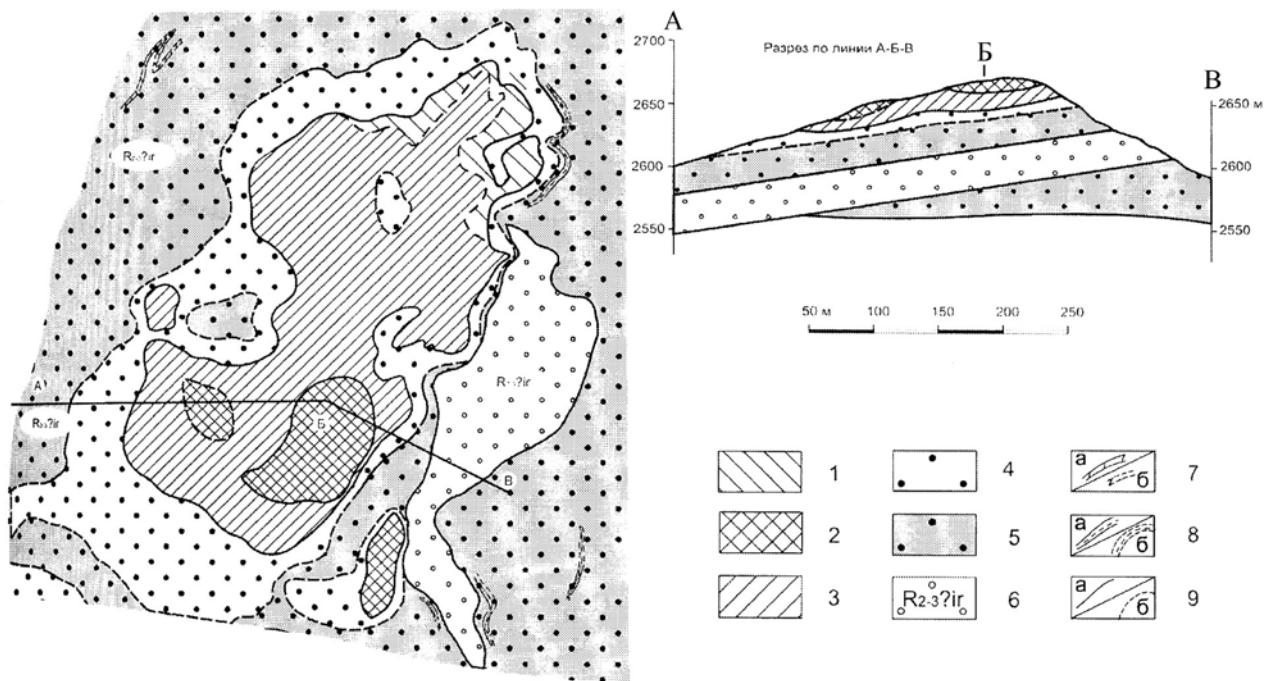 А
Б
В
2700
Разрез по линии А-Б-В
2650
2650 м
2600
2600
2550
2550
50 м 100 150 200 250
R₂₋₃?ir
А
R₂₋₃?ir
Б
R₂₋₃?ir
В
1
4
а б 7
2
5
а б 8
3
R2-3?ir 6
а б 9